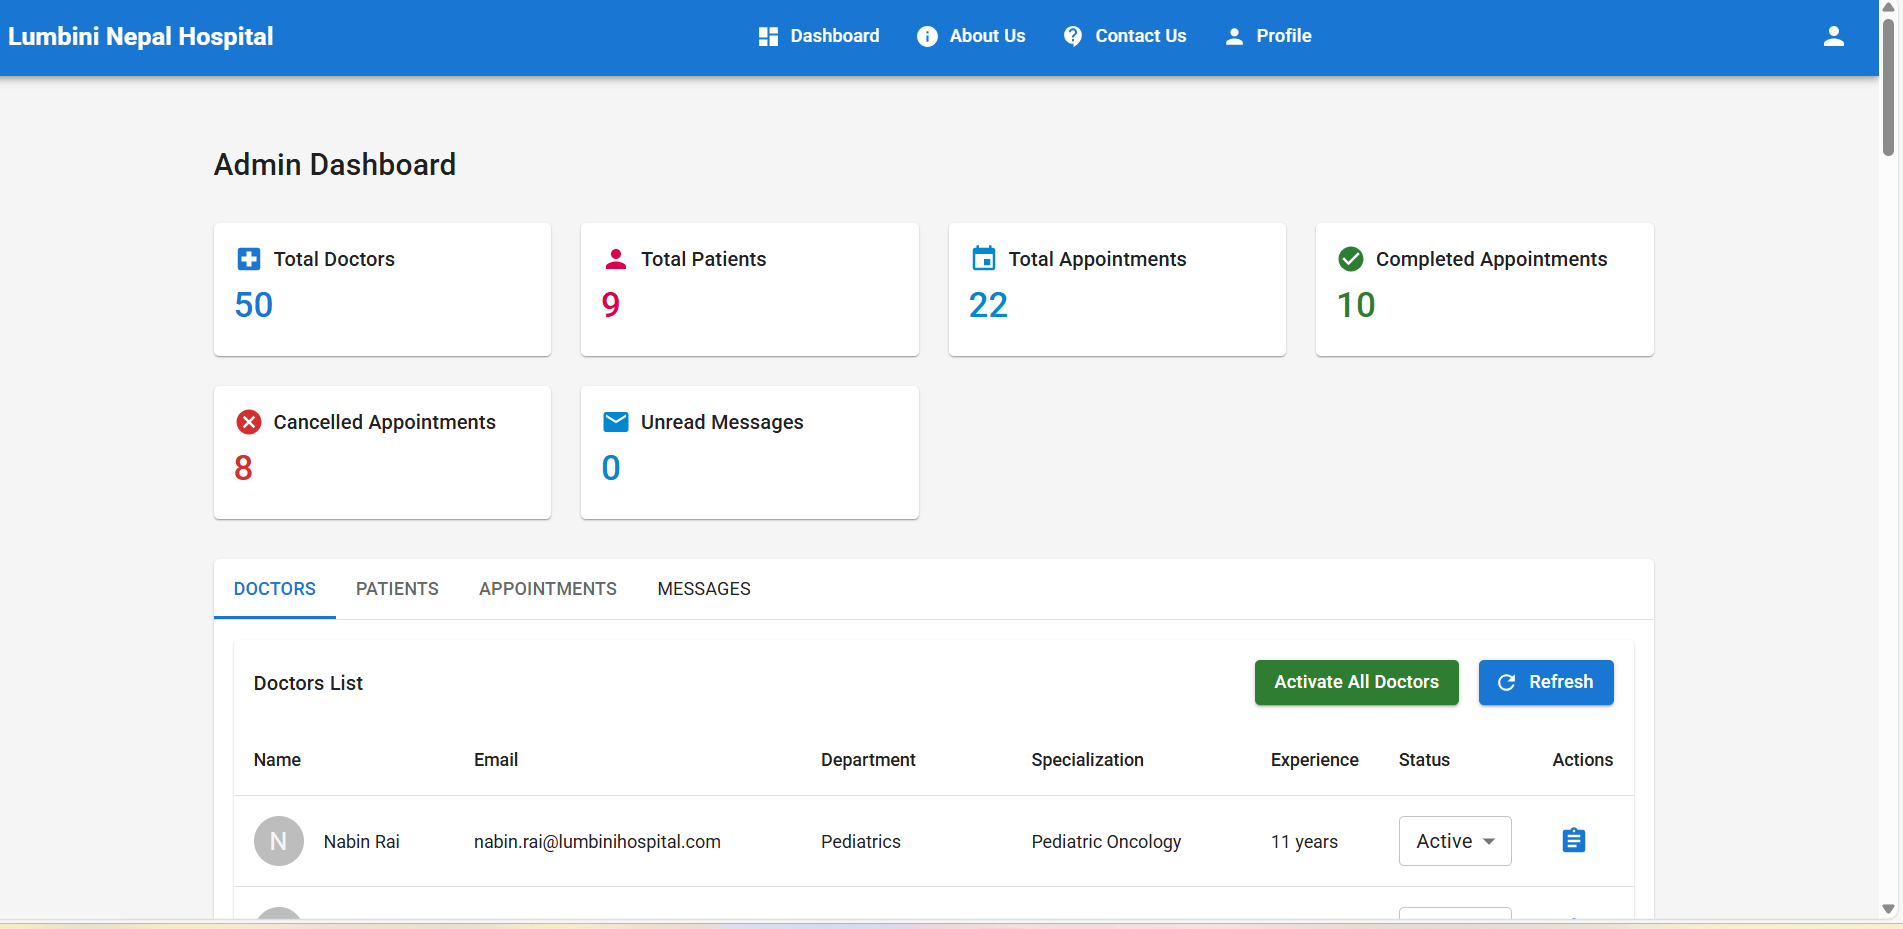 Lumbini Nepal Hospital
Dashboard
About Us
Contact Us
Profile
Admin Dashboard
Total Doctors
50
Total Patients
9
Total Appointments
22
Completed Appointments
10
Cancelled Appointments
8
Unread Messages
0
DOCTORS PATIENTS APPOINTMENTS MESSAGES
Doctors List
Activate All Doctors
Refresh
Name Email Department Specialization Experience Status Actions
N Nabin Rai nabin.rai@lumbinihospital.com Pediatrics Pediatric Oncology 11 years Active